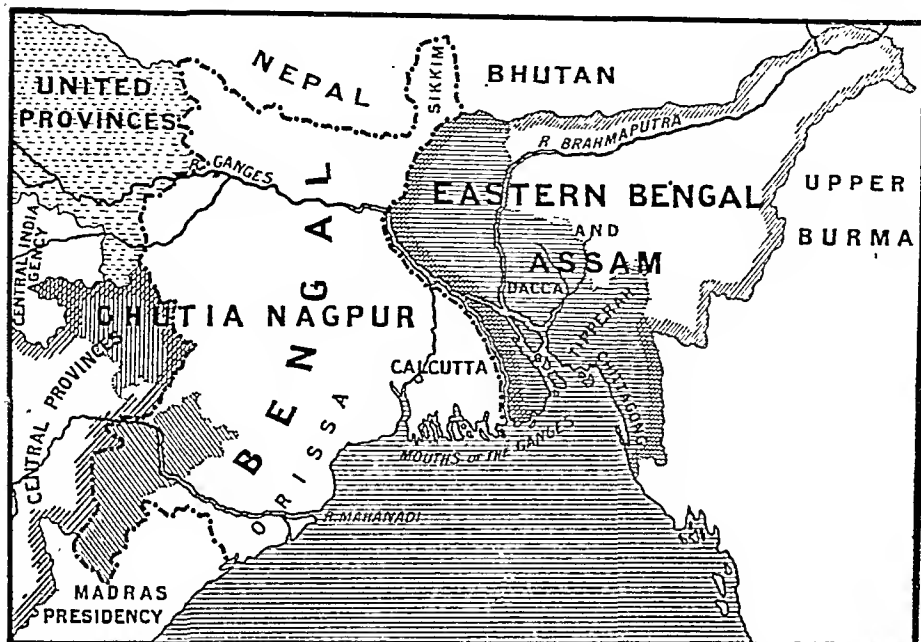 NEPAL
SIKKIM
BHUTAN
UNITED
PROVINCES
R. BRAHMAPUTRA
R. GANGES
EASTERN BENGAL
AND
ASSAM
UPPER
BURMA
DACCA
CENTRAL INDIA
AGENCY
CHUTIA NAGPUR
BENGAL
TIPPERAH
CHITTAGONG
CALCUTTA
CENTRAL PROVINCES
ORISSA
MOUTHS OF THE GANGES
R. MAHANADI
MADRAS
PRESIDENCY